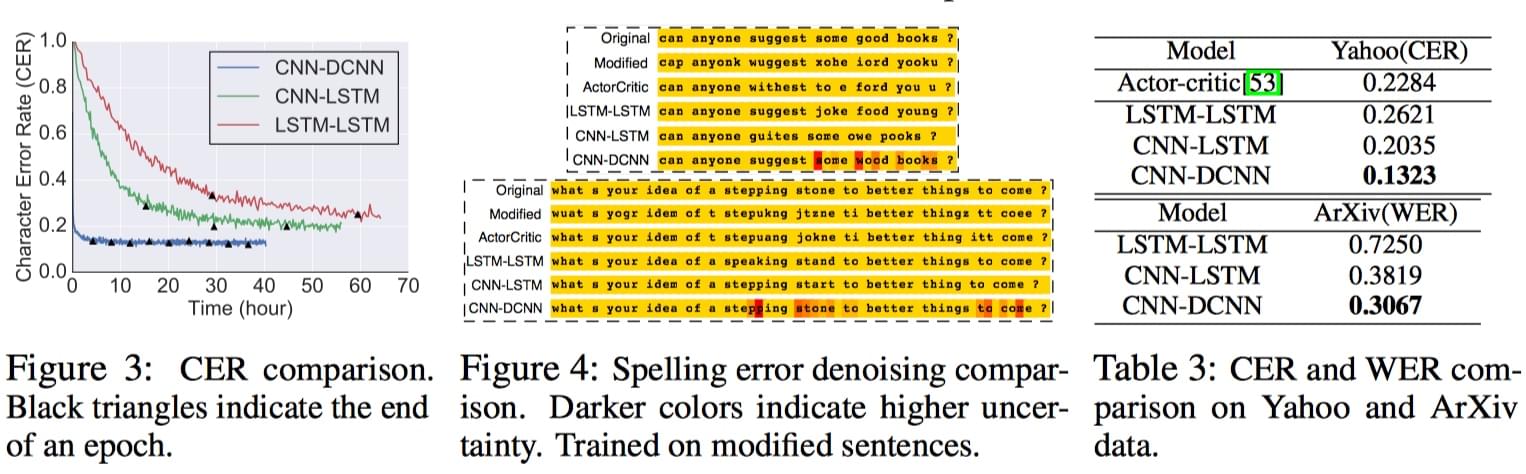 Character Error Rate (CER)
1.0
0.8
0.6
0.4
0.2
0.0
0 10 20 30 40 50 60 70
Time (hour)
CNN-DCNN
CNN-LSTM
LSTM-LSTM
Figure 3: CER comparison.
Black triangles indicate the end
of an epoch.
Original can anyone suggest some good books ?
Modified cap anyonk wuggest xohe iord yooku ?
ActorCritic can anyone withest to e ford you u ?
LSTM-LSTM can anyone suggest joke food young ?
CNN-LSTM can anyone guites some owe pooks ?
CNN-DCNN can anyone suggest some wood books ?
Original what s your idea of a stepping stone to better things to come ?
Modified wuat s yogr idem of t stepukng jtzne ti better thingz tt coee ?
ActorCritic what s your idem of t stepuang jokne ti better thing itt come ?
LSTM-LSTM what s your idea of a speaking stand to better things to come ?
CNN-LSTM what s your idem of a stepping start to better thing to come ?
CNN-DCNN what s your idea of a stepping stone to better things to come ?
Figure 4: Spelling error denoising compar-
ison. Darker colors indicate higher uncer-
tainty. Trained on modified sentences.
Model Yahoo(CER)
Actor-critic[53] 0.2284
LSTM-LSTM 0.2621
CNN-LSTM 0.2035
CNN-DCNN 0.1323
Model ArXiv(WER)
LSTM-LSTM 0.7250
CNN-LSTM 0.3819
CNN-DCNN 0.3067
Table 3: CER and WER com-
parison on Yahoo and ArXiv
data.